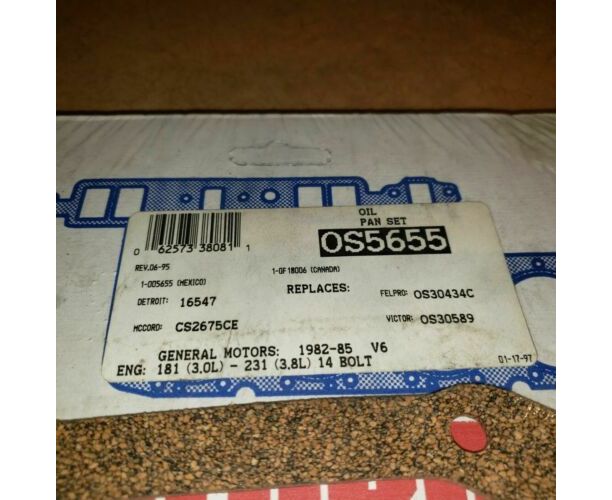 OIL
PAN SET
OS5655
0 62573 38081 1
REV.06-95
1-OF18006 (CANADA)
1-005655 (MEXICO)
REPLACES:
FELPRO: OS30434C
DETROIT: 16547
VICTOR: OS30589
MCCORD: CS2675CE
GENERAL MOTORS: 1982-85 V6
ENG: 181 (3.0L) - 231 (3.8L) 14 BOLT
01-17-97